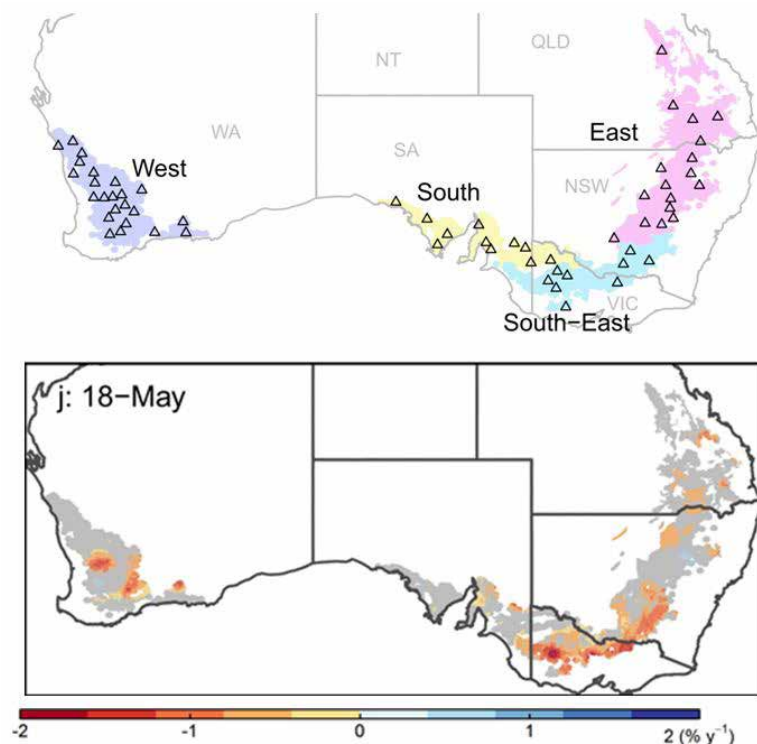 QLD
NT
WA
East
West
SA
South
NSW
VIC
South-East
j: 18-May
-2 -1 0 1 2 (% y⁻¹)